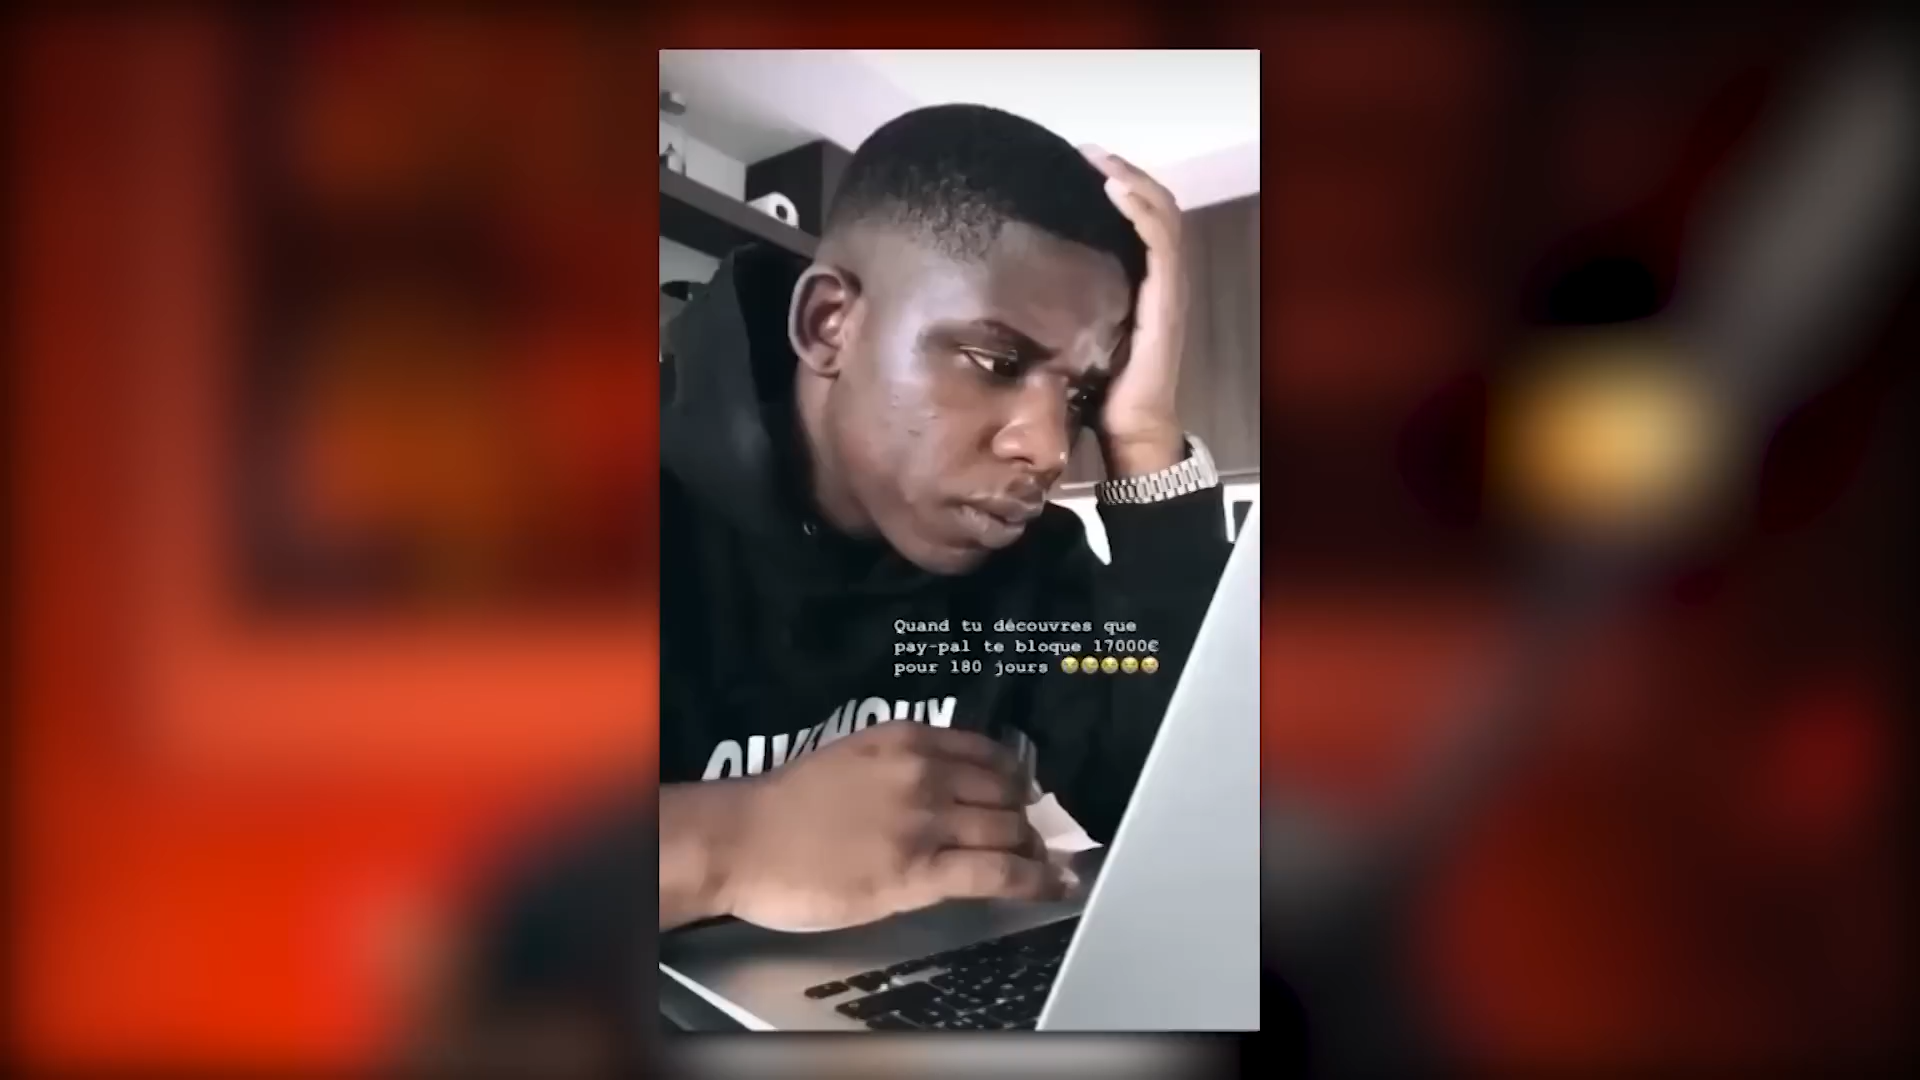 Quand tu découvres que
pay-pal te bloque 17000€
pour 180 jours 😭😭😭😭😭